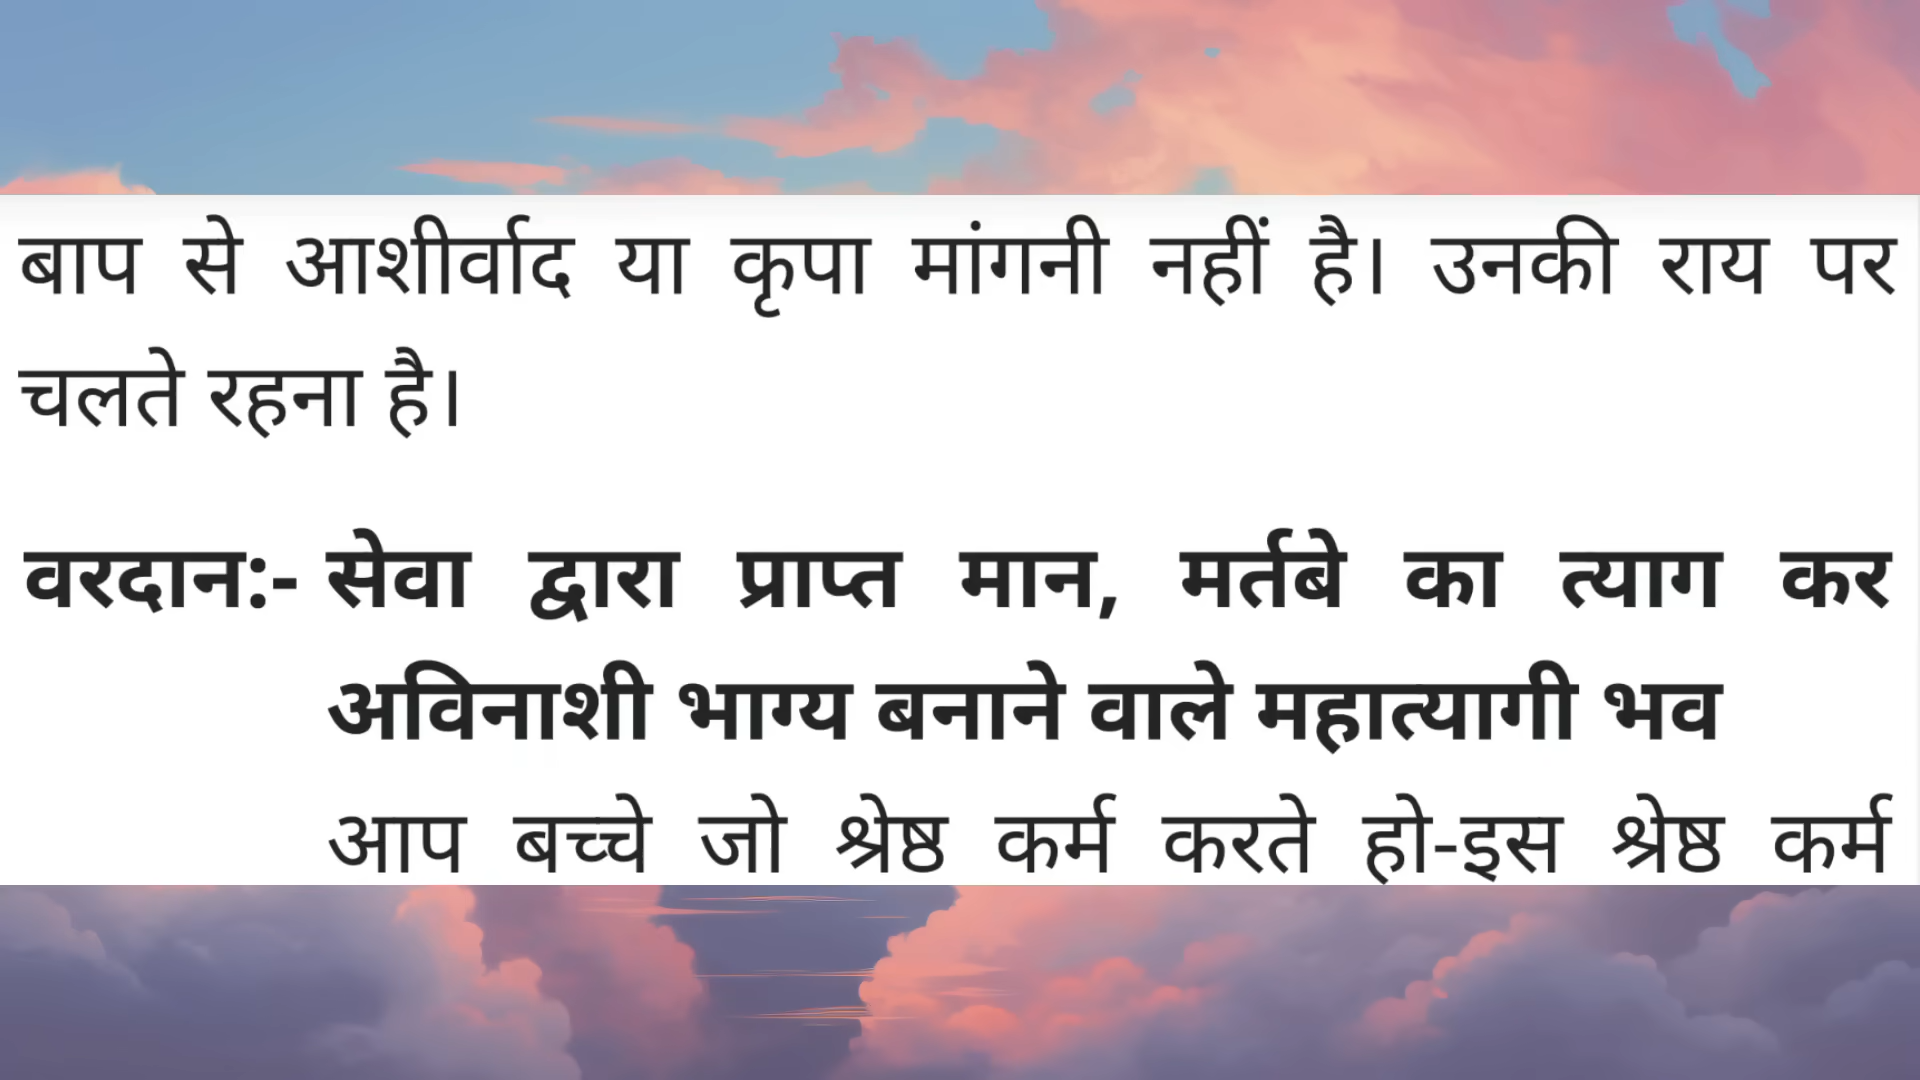 बाप से आशीर्वाद या कृपा मांगनी नहीं है। उनकी राय पर
चलते रहना है।
वरदान:- सेवा द्वारा प्राप्त मान, मर्तबे का त्याग कर
अविनाशी भाग्य बनाने वाले महात्यागी भव
आप बच्चे जो श्रेष्ठ कर्म करते हो-इस श्रेष्ठ कर्म